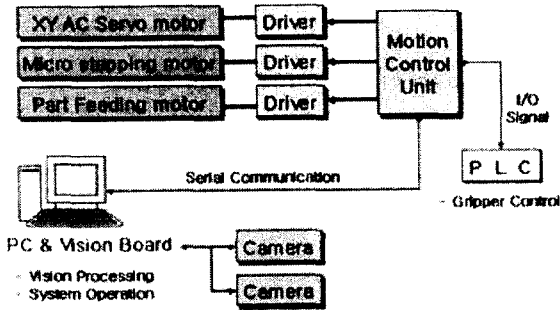 XY AC Servo motor
Driver
Micro stepping motor
Driver
Part Feeding motor
Driver
Motion
Control
Unit
I/O
Signal
P L C
- Gripper Control
Serial Communication
PC & Vision Board
- Vision Processing
- System Operation
Camera
Camera